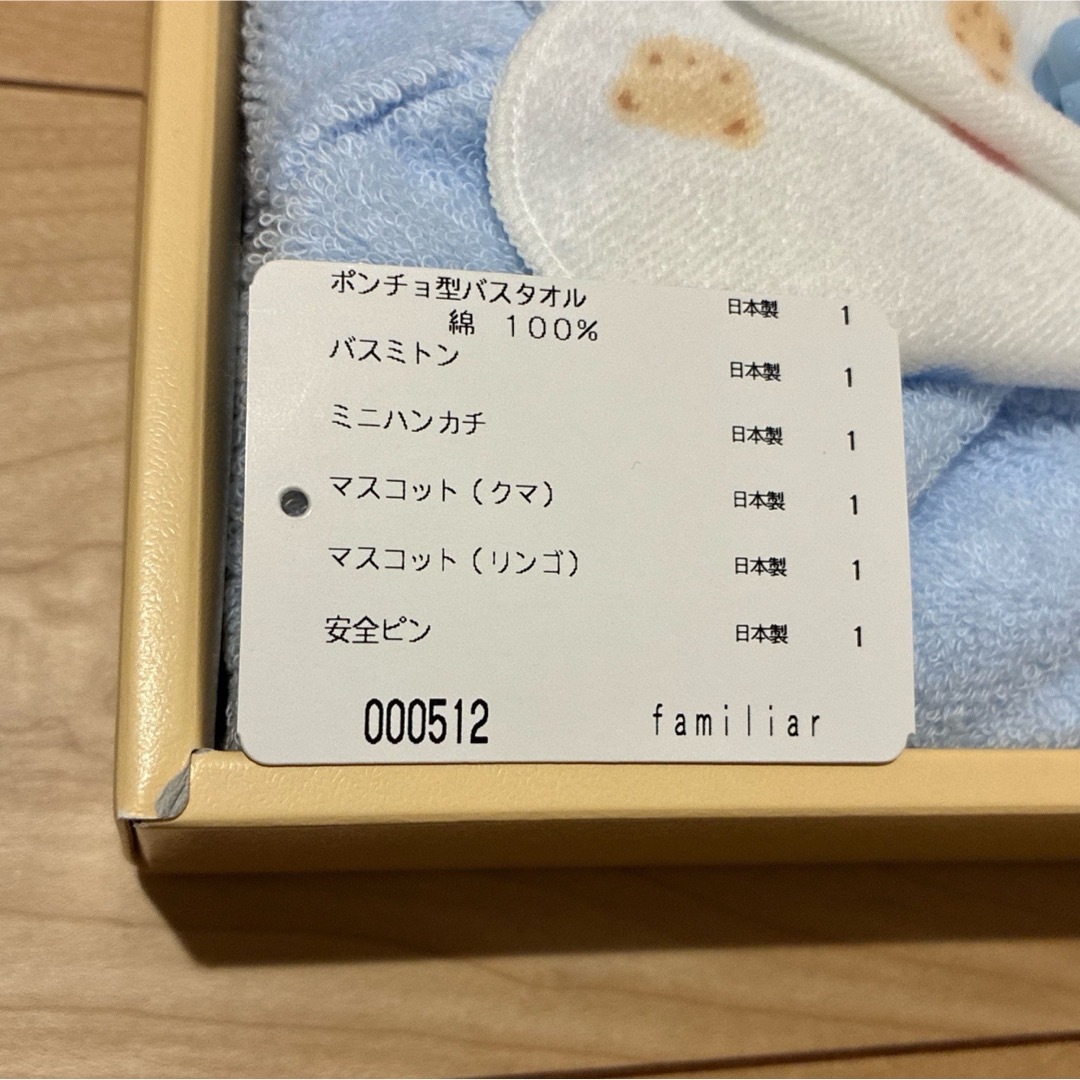 ポンチョ型バスタオル 日本製 1
綿 100%
バスミトン 日本製 1
ミニハンカチ 日本製 1
マスコット(クマ) 日本製 1
マスコット(リンゴ) 日本製 1
安全ピン 日本製 1
000512 familiar